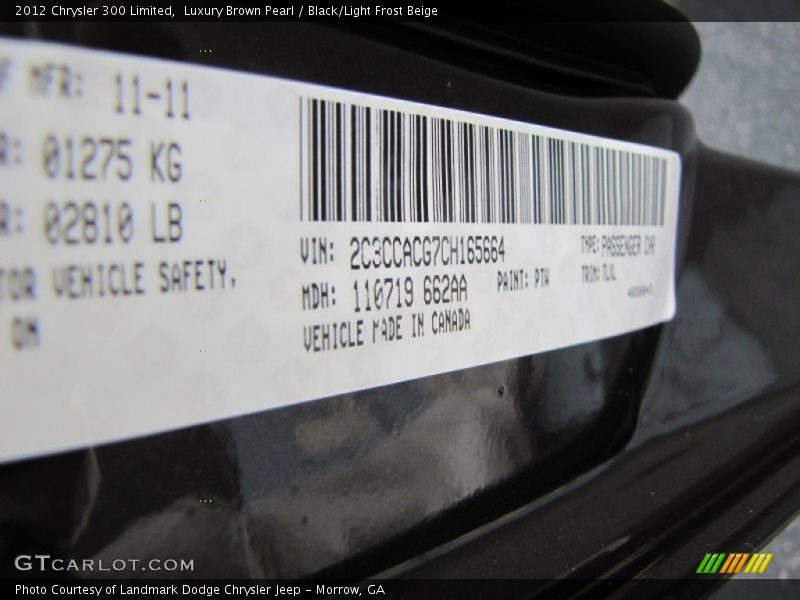 2012 Chrysler 300 Limited, Luxury Brown Pearl / Black/Light Frost Beige
MFR: 11-11
01275 KG
02810 LB
VEHICLE SAFETY,
ON
VIN: 2C3CCACG7CH165664
TYPE: PASSENGER CAR
MDH: 110719 662AA
PAINT: PTW
TRIM: TLXL
VEHICLE MADE IN CANADA
GTCARLOT.COM
Photo Courtesy of Landmark Dodge Chrysler Jeep - Morrow, GA